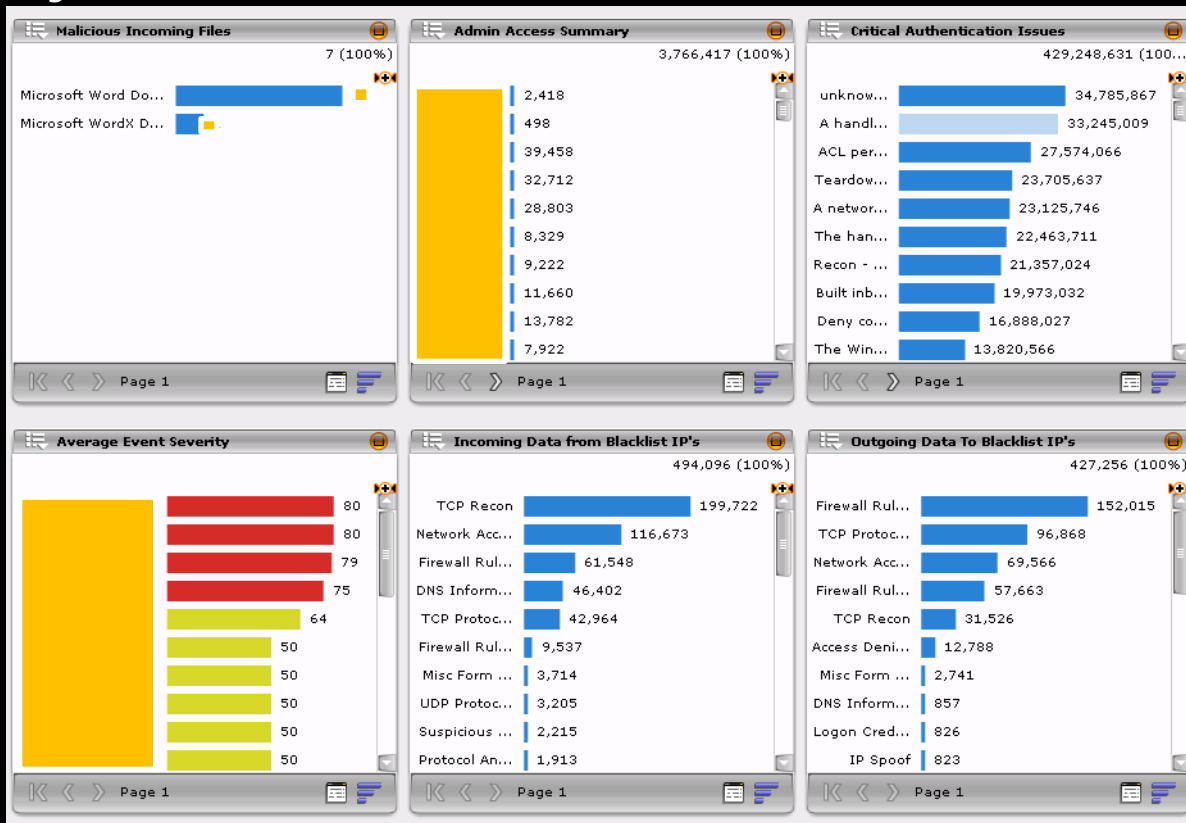 Malicious Incoming Files
7 (100%)
Microsoft Word Do...
Microsoft WordX D...
Page 1
Admin Access Summary
3,766,417 (100%)
2,418
498
39,458
32,712
28,803
8,329
9,222
11,660
13,782
7,922
Page 1
Critical Authentication Issues
429,248,631 (100...
unknow... 34,785,867
A handl... 33,245,009
ACL per... 27,574,066
Teardow... 23,705,637
A networ... 23,125,746
The han... 22,463,711
Recon - ... 21,357,024
Built inb... 19,973,032
Deny co... 16,888,027
The Win... 13,820,566
Page 1
Average Event Severity
80
80
79
75
64
50
50
50
50
50
Page 1
Incoming Data from Blacklist IP's
494,096 (100%)
TCP Recon 199,722
Network Acc... 116,673
Firewall Rul... 61,548
DNS Inform... 46,402
TCP Protoc... 42,964
Firewall Rul... 9,537
Misc Form ... 3,714
UDP Protoc... 3,205
Suspicious ... 2,215
Protocol An... 1,913
Page 1
Outgoing Data To Blacklist IP's
427,256 (100%)
Firewall Rul... 152,015
TCP Protoc... 96,868
Network Acc... 69,566
Firewall Rul... 57,663
TCP Recon 31,526
Access Deni... 12,788
Misc Form ... 2,741
DNS Inform... 857
Logon Cred... 826
IP Spoof 823
Page 1